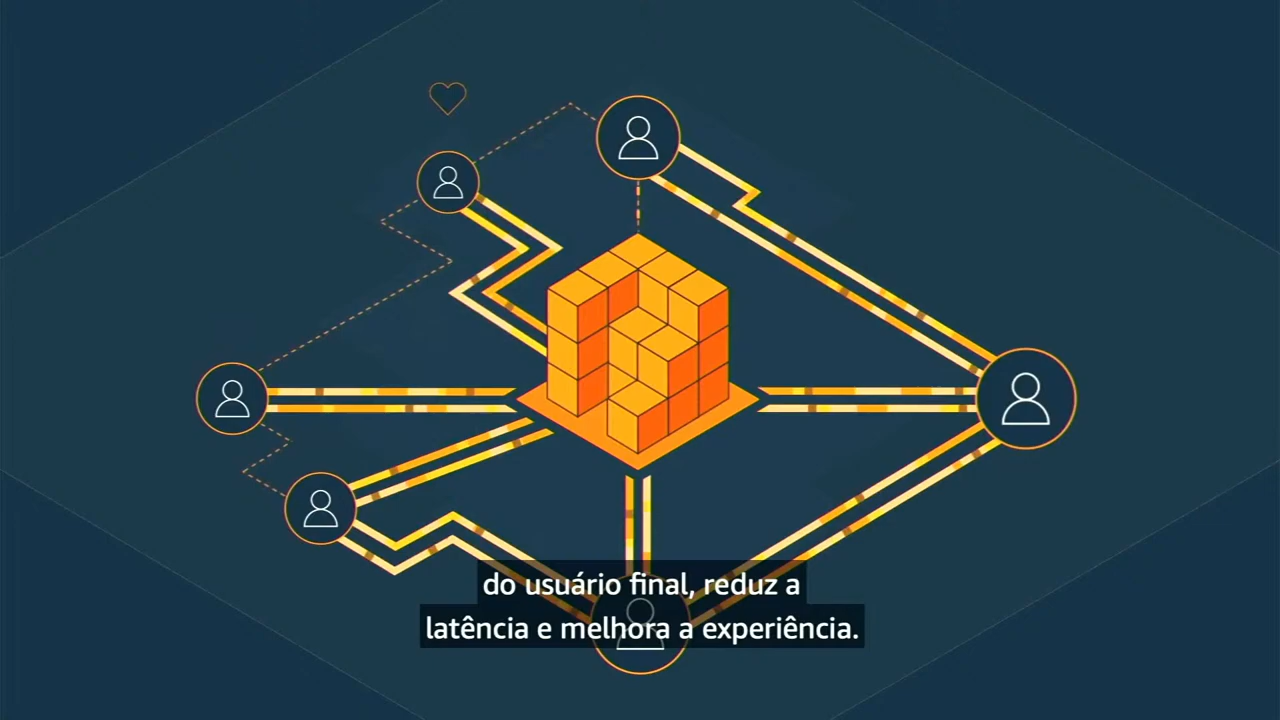 do usuário final, reduz a
latência e melhora a experiência.